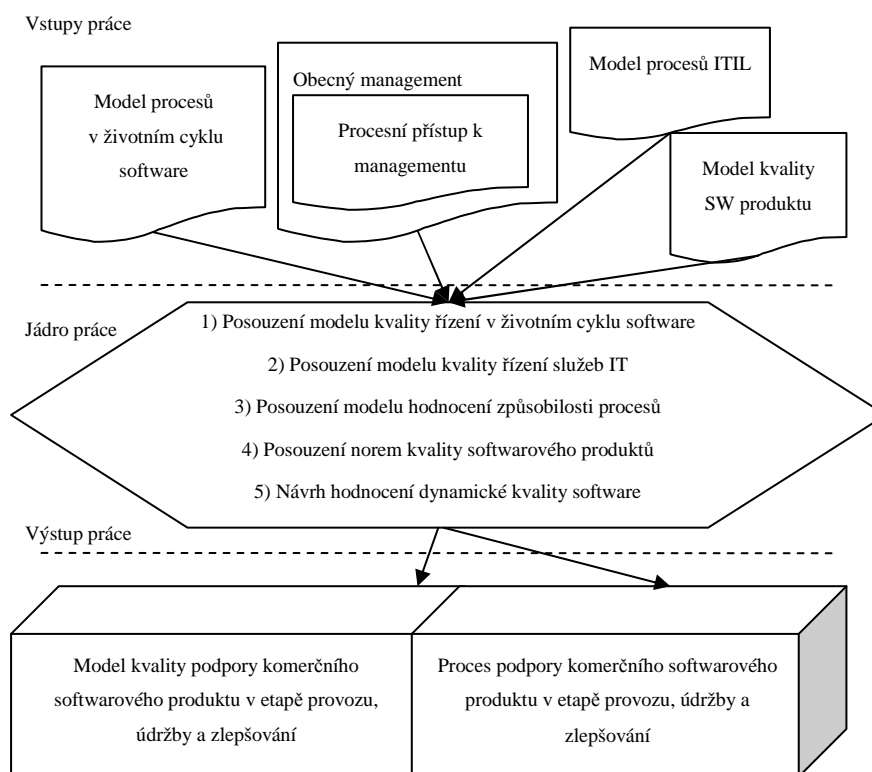 Vstupy práce
Model procesů
v životním cyklu
software
Obecný management
Procesní přístup k
managementu
Model procesů ITIL
Model kvality
SW produktu
Jádro práce
1) Posouzení modelu kvality řízení v životním cyklu software
2) Posouzení modelu kvality řízení služeb IT
3) Posouzení modelu hodnocení způsobilosti procesů
4) Posouzení norem kvality softwarového produktů
5) Návrh hodnocení dynamické kvality software
Výstup práce
Model kvality podpory komerčního
softwarového produktu v etapě provozu,
údržby a zlepšování
Proces podpory komerčního softwarového
produktu v etapě provozu, údržby a
zlepšování